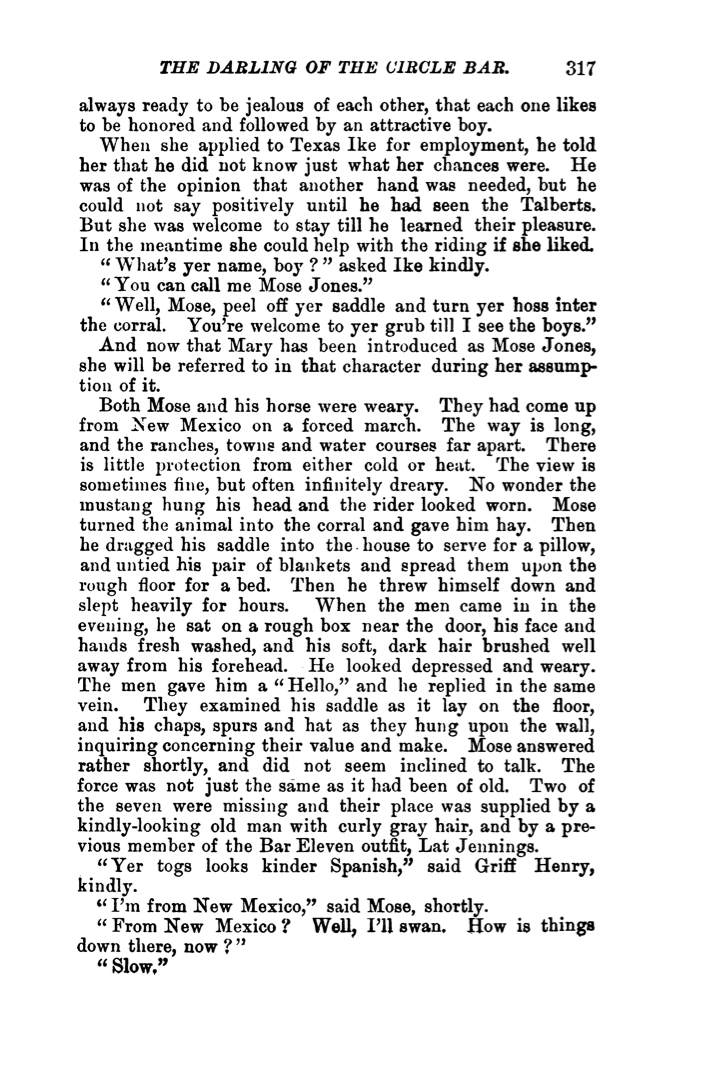 THE DARLING OF THE CIRCLE BAR. 317
always ready to be jealous of each other, that each one likes
to be honored and followed by an attractive boy.
When she applied to Texas Ike for employment, he told
her that he did not know just what her chances were. He
was of the opinion that another hand was needed, but he
could not say positively until he had seen the Talberts.
But she was welcome to stay till he learned their pleasure.
In the meantime she could help with the riding if she liked.
“What's yer name, boy?” asked Ike kindly.
“You can call me Mose Jones.”
“Well, Mose, peel off yer saddle and turn yer hoss inter
the corral. You're welcome to yer grub till I see the boys.”
And now that Mary has been introduced as Mose Jones,
she will be referred to in that character during her assump-
tion of it.
Both Mose and his horse were weary. They had come up
from New Mexico on a forced march. The way is long,
and the ranches, towns and water courses far apart. There
is little protection from either cold or heat. The view is
sometimes fine, but often infinitely dreary. No wonder the
mustang hung his head and the rider looked worn. Mose
turned the animal into the corral and gave him hay. Then
he dragged his saddle into the house to serve for a pillow,
and untied his pair of blankets and spread them upon the
rough floor for a bed. Then he threw himself down and
slept heavily for hours. When the men came in in the
evening, he sat on a rough box near the door, his face and
hands fresh washed, and his soft, dark hair brushed well
away from his forehead. He looked depressed and weary.
The men gave him a “Hello,” and he replied in the same
vein. They examined his saddle as it lay on the floor,
and his chaps, spurs and hat as they hung upon the wall,
inquiring concerning their value and make. Mose answered
rather shortly, and did not seem inclined to talk. The
force was not just the same as it had been of old. Two of
the seven were missing and their place was supplied by a
kindly-looking old man with curly gray hair, and by a pre-
vious member of the Bar Eleven outfit, Lat Jennings.
“Yer togs looks kinder Spanish,” said Griff Henry,
kindly.
“I'm from New Mexico,” said Mose, shortly.
“From New Mexico? Well, I'll swan. How is things
down there, now?”
“Slow.”